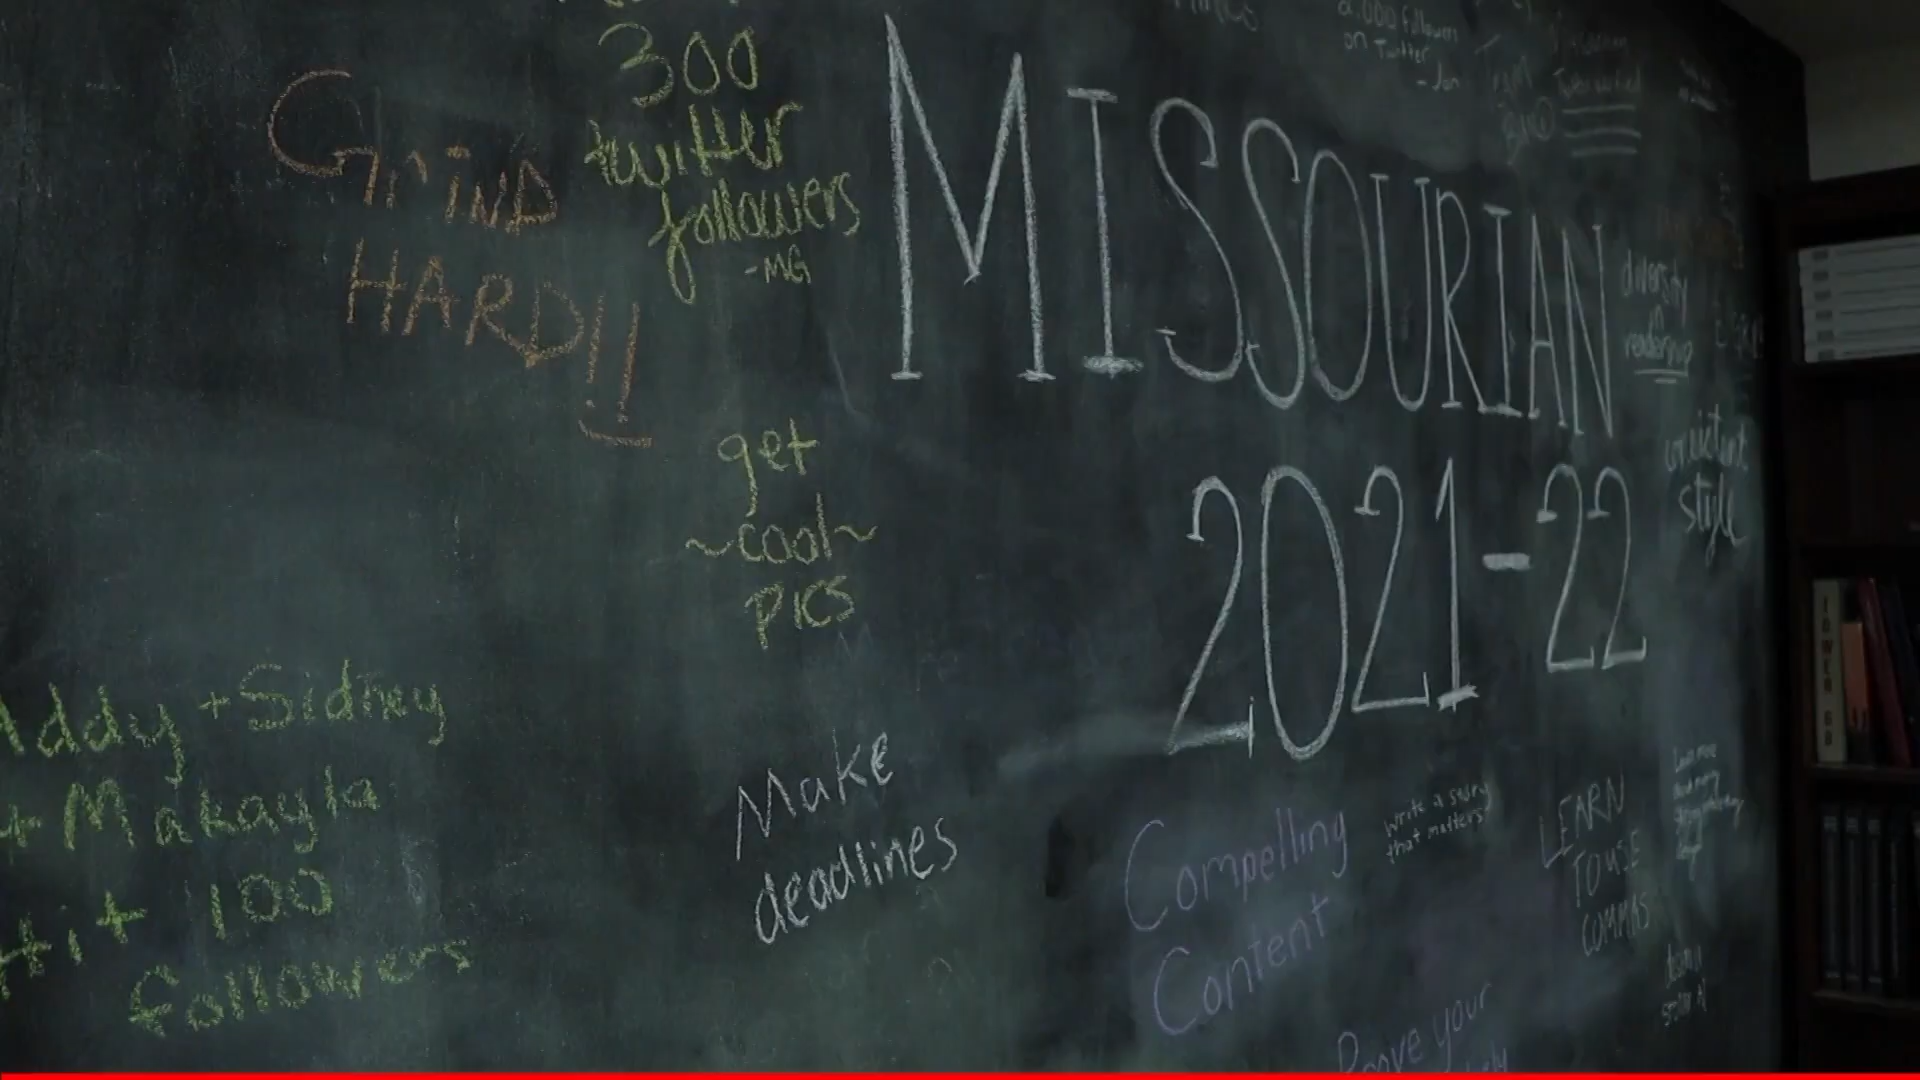 GrinD
HARD!!
300
twitter
followers
-MG
MISSOURIAN
2021-22
2,000 followers
on Twitter
-Jon
diversity
in
readership
style
get
~cool~
pics
Addy + Sidney
+ Makayla
Hit 100
followers
Make
deadlines
Compelling
Content
write a story
that matters
LEARN
TO USE
COMMAS
Prove your